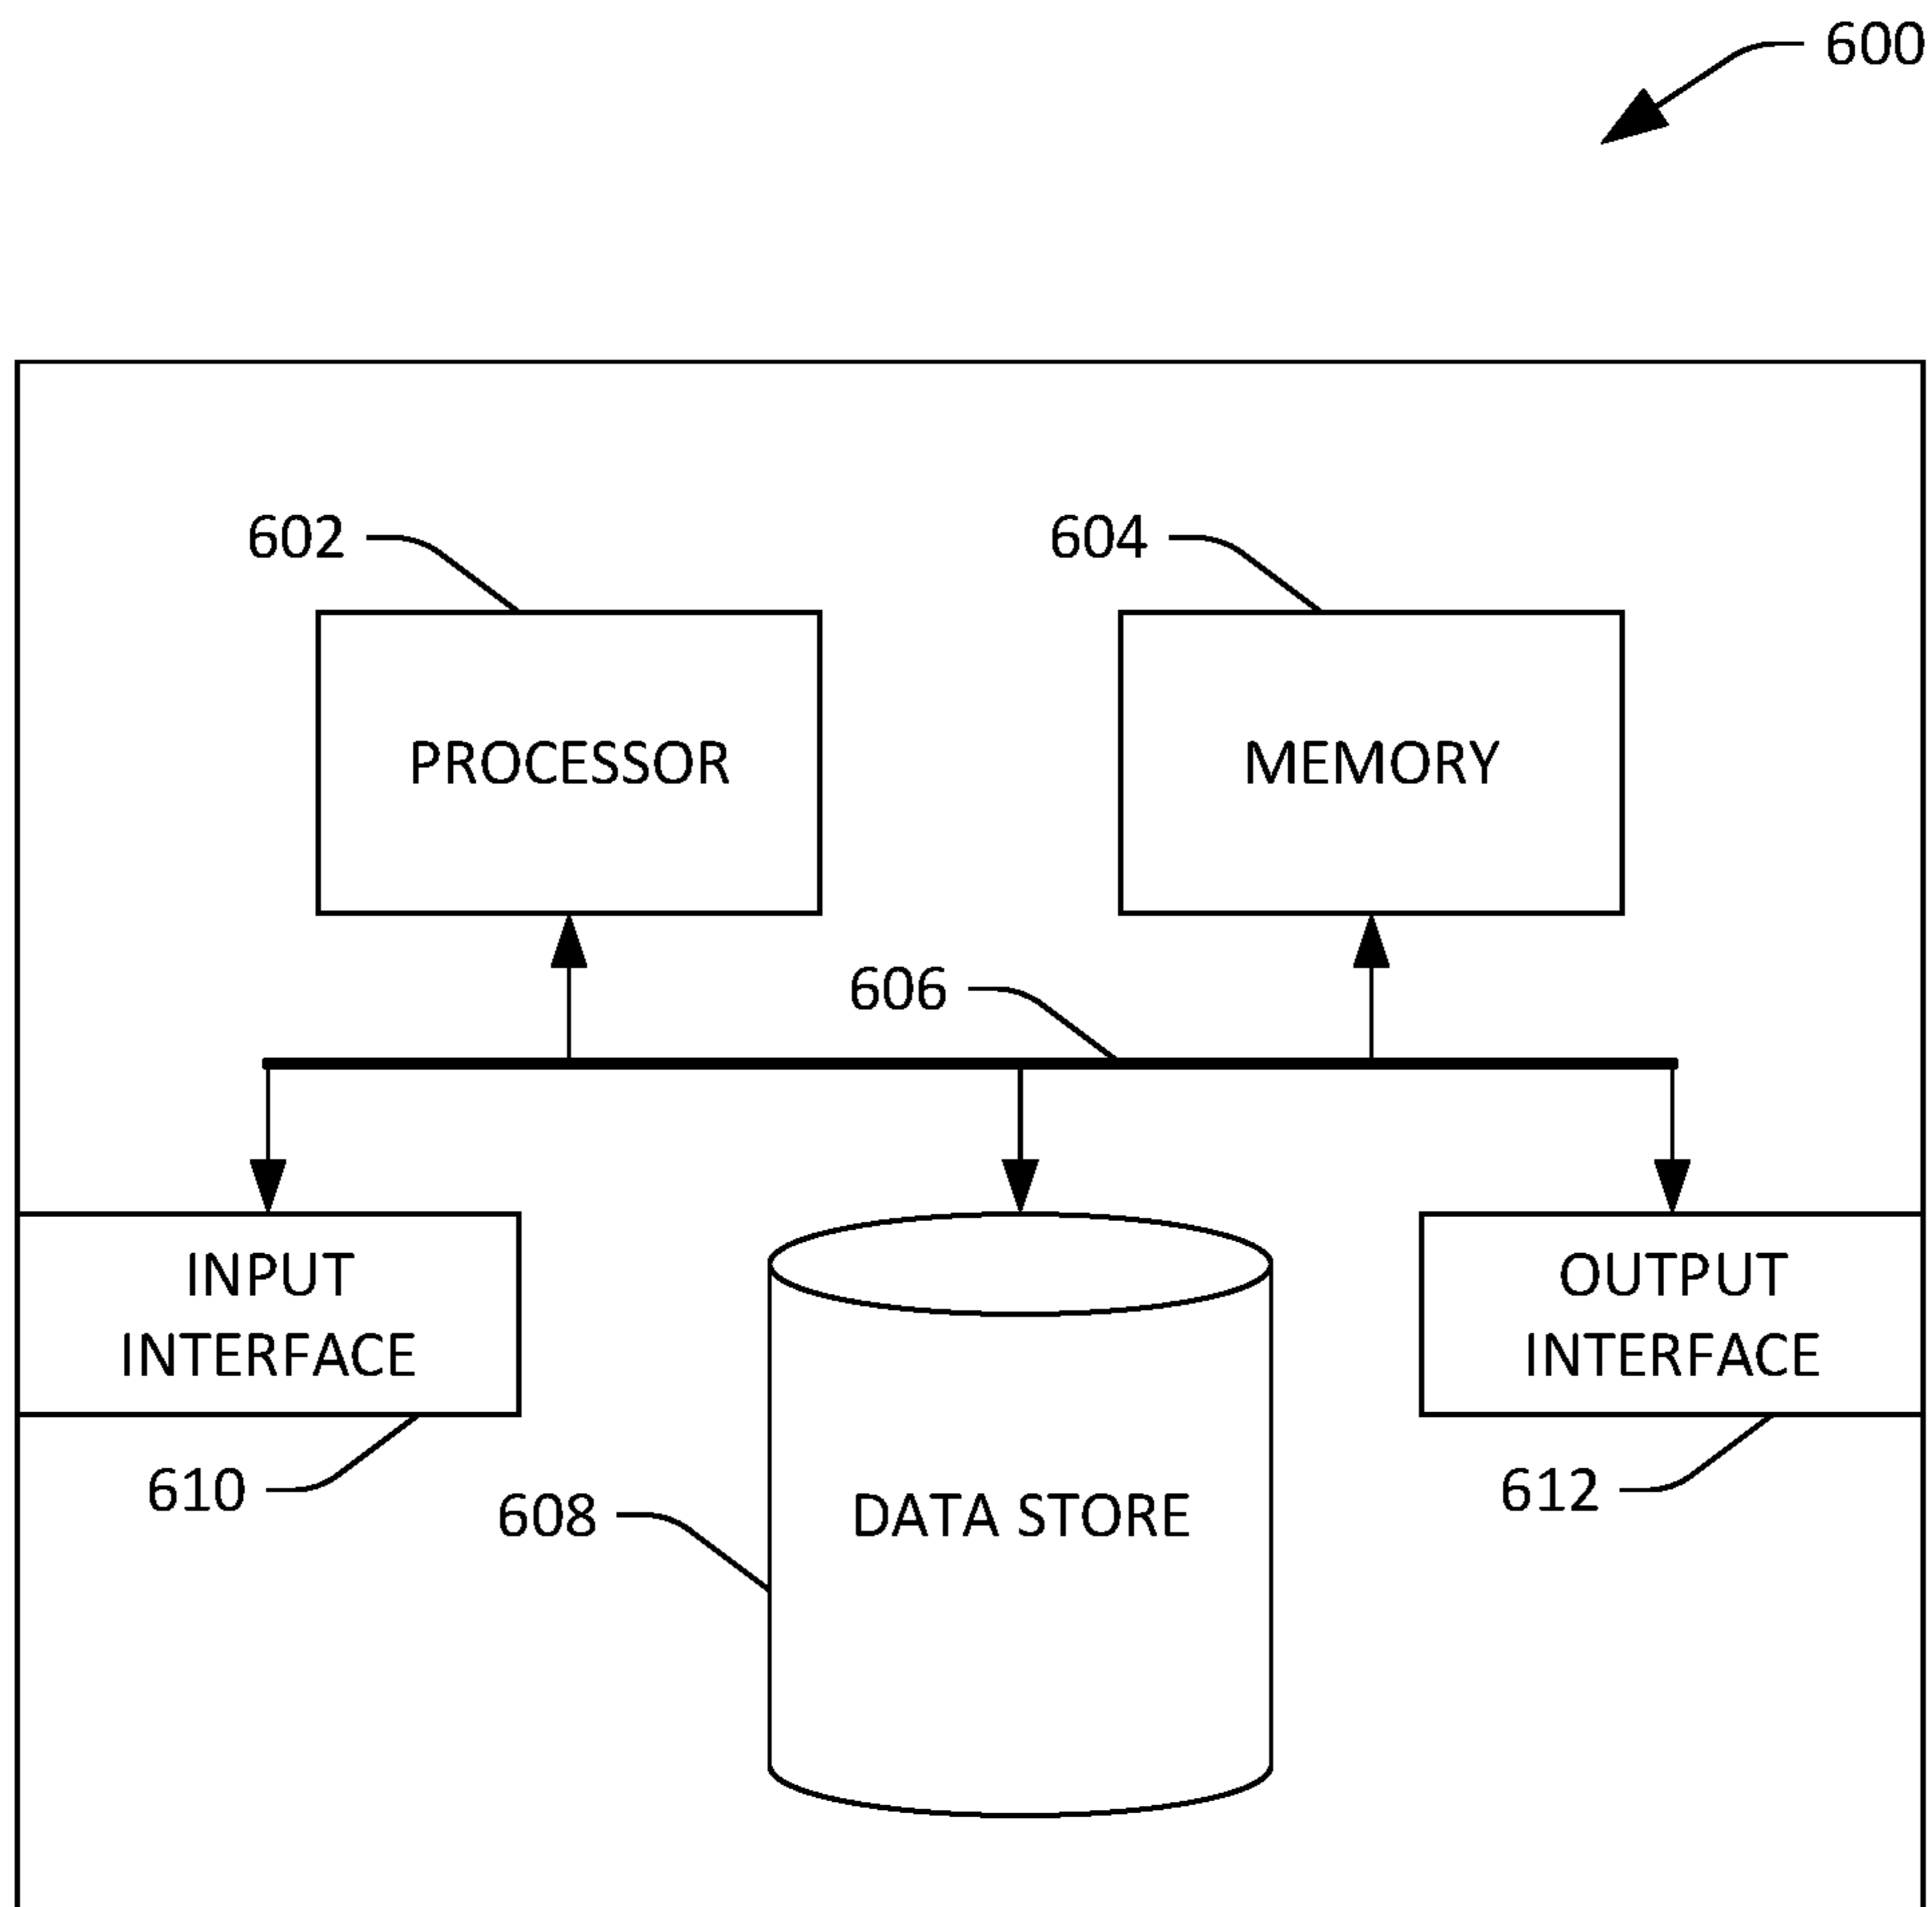 600
602
604
PROCESSOR
MEMORY
606
INPUT
INTERFACE
OUTPUT
INTERFACE
610
608
DATA STORE
612